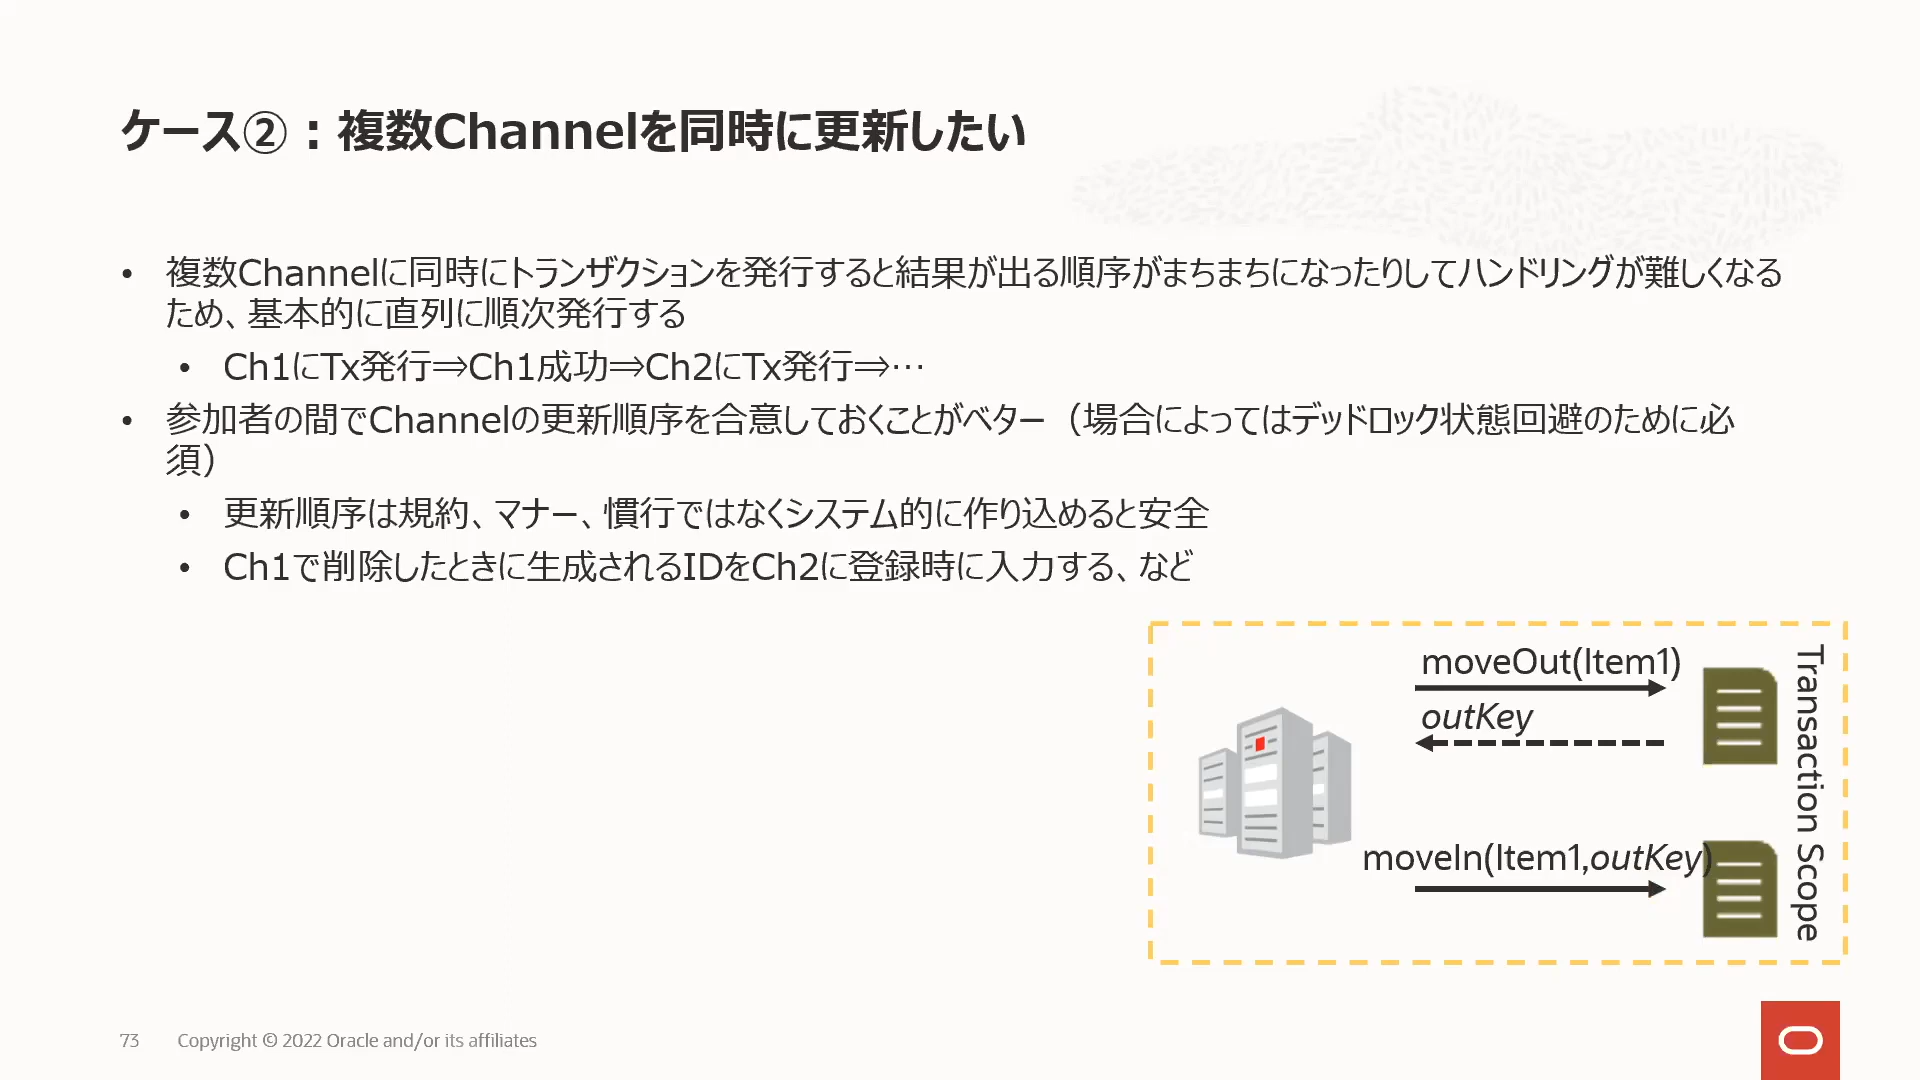 ケース②：複数Channelを同時に更新したい
• 複数Channelに同時にトランザクションを発行すると結果が出る順序がまちまちになったりしてハンドリングが難しくなる
ため、基本的に直列に順次発行する
• Ch1にTx発行⇒Ch1成功⇒Ch2にTx発行⇒…
• 参加者の間でChannelの更新順序を合意しておくことがベター（場合によってはデッドロック状態回避のために必
須）
• 更新順序は規約、マナー、慣行ではなくシステム的に作り込めると安全
• Ch1で削除したときに生成されるIDをCh2に登録時に入力する、など
moveOut(Item1)
outKey
moveIn(Item1,outKey)
Transaction Scope
73 Copyright © 2022 Oracle and/or its affiliates